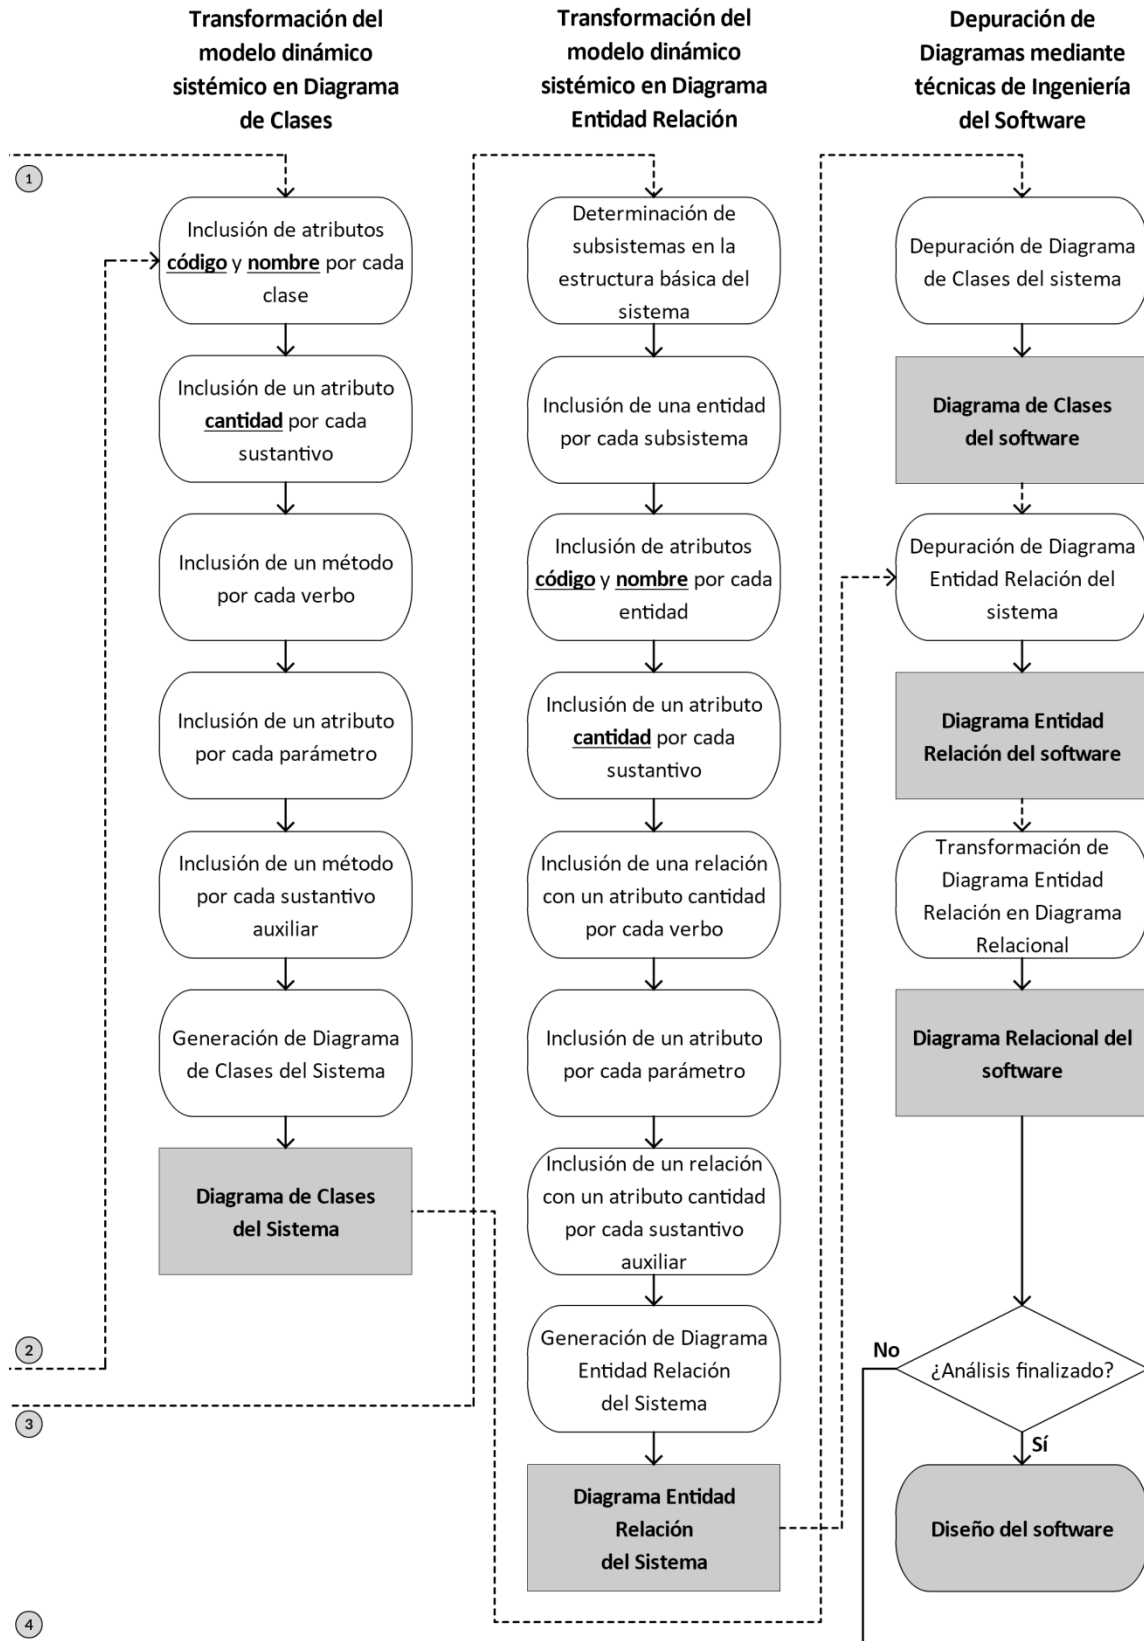 Transformación del
modelo dinámico
sistémico en Diagrama
de Clases
1
Inclusión de atributos
código y nombre por cada
clase
Inclusión de un atributo
cantidad por cada
sustantivo
Inclusión de un método
por cada verbo
Inclusión de un atributo
por cada parámetro
Inclusión de un método
por cada sustantivo
auxiliar
Generación de Diagrama
de Clases del Sistema
Diagrama de Clases
del Sistema
2
3
4
Transformación del
modelo dinámico
sistémico en Diagrama
Entidad Relación
Determinación de
subsistemas en la
estructura básica del
sistema
Inclusión de una entidad
por cada subsistema
Inclusión de atributos
código y nombre por cada
entidad
Inclusión de un atributo
cantidad por cada
sustantivo
Inclusión de una relación
con un atributo cantidad
por cada verbo
Inclusión de un atributo
por cada parámetro
Inclusión de un relación
con un atributo cantidad
por cada sustantivo
auxiliar
Generación de Diagrama
Entidad Relación
del Sistema
Diagrama Entidad
Relación
del Sistema
Depuración de
Diagramas mediante
técnicas de Ingeniería
del Software
Depuración de Diagrama
de Clases del sistema
Diagrama de Clases
del software
Depuración de Diagrama
Entidad Relación del
sistema
Diagrama Entidad
Relación del software
Transformación de
Diagrama Entidad
Relación en Diagrama
Relacional
Diagrama Relacional del
software
No
¿Análisis finalizado?
Sí
Diseño del software